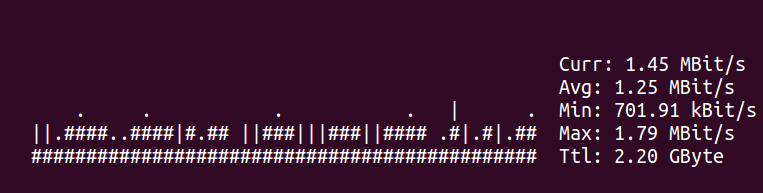 Curr: 1.45 MBit/s
Avg: 1.25 MBit/s
. . . . | . Min: 701.91 kBit/s
||.####..####|#.## ||###|||###||#### .#|.#|.## Max: 1.79 MBit/s
############################################## Ttl: 2.20 GByte